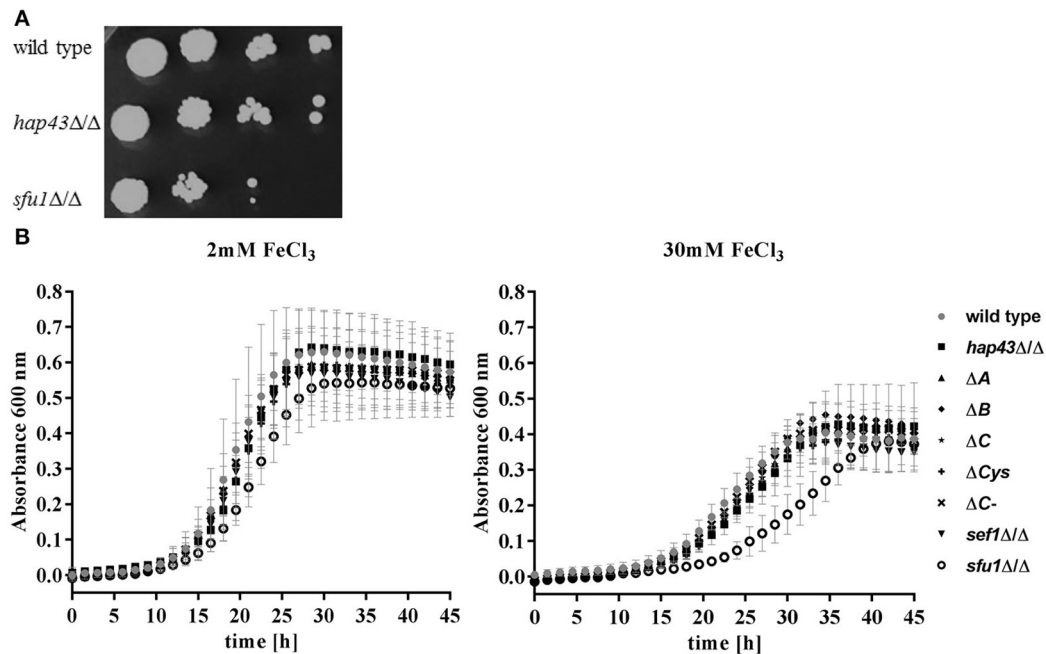 A
wild type
hap43Δ/Δ
sfu1Δ/Δ
B
2mM FeCl3
30mM FeCl3
0.8
0.7
0.6
0.5
0.4
0.3
0.2
0.1
0.0
Absorbance 600 nm
0 5 10 15 20 25 30 35 40 45
time [h]
0.8
0.7
0.6
0.5
0.4
0.3
0.2
0.1
0.0
Absorbance 600 nm
0 5 10 15 20 25 30 35 40 45
time [h]
wild type
hap43Δ/Δ
ΔA
ΔB
ΔC
ΔCys
ΔC-
sef1Δ/Δ
sfu1Δ/Δ